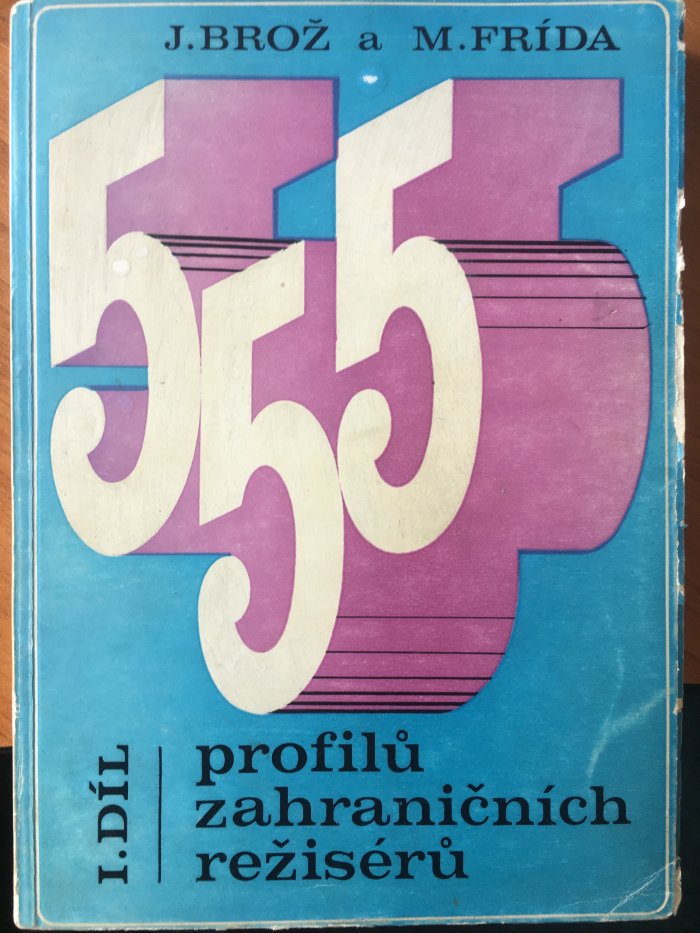 J.BROŽ a M.FRÍDA
555
I.DÍL
profilů
zahraničních
režisérů